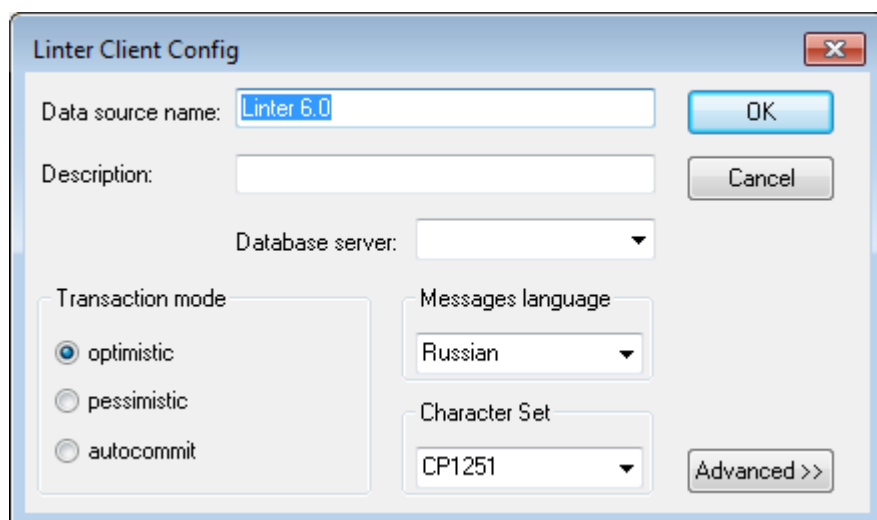 Linter Client Config
Data source name: Linter 6.0 OK
Description: Cancel
Database server:
Transaction mode Messages language
optimistic Russian
pessimistic Character Set
autocommit CP1251 Advanced >>